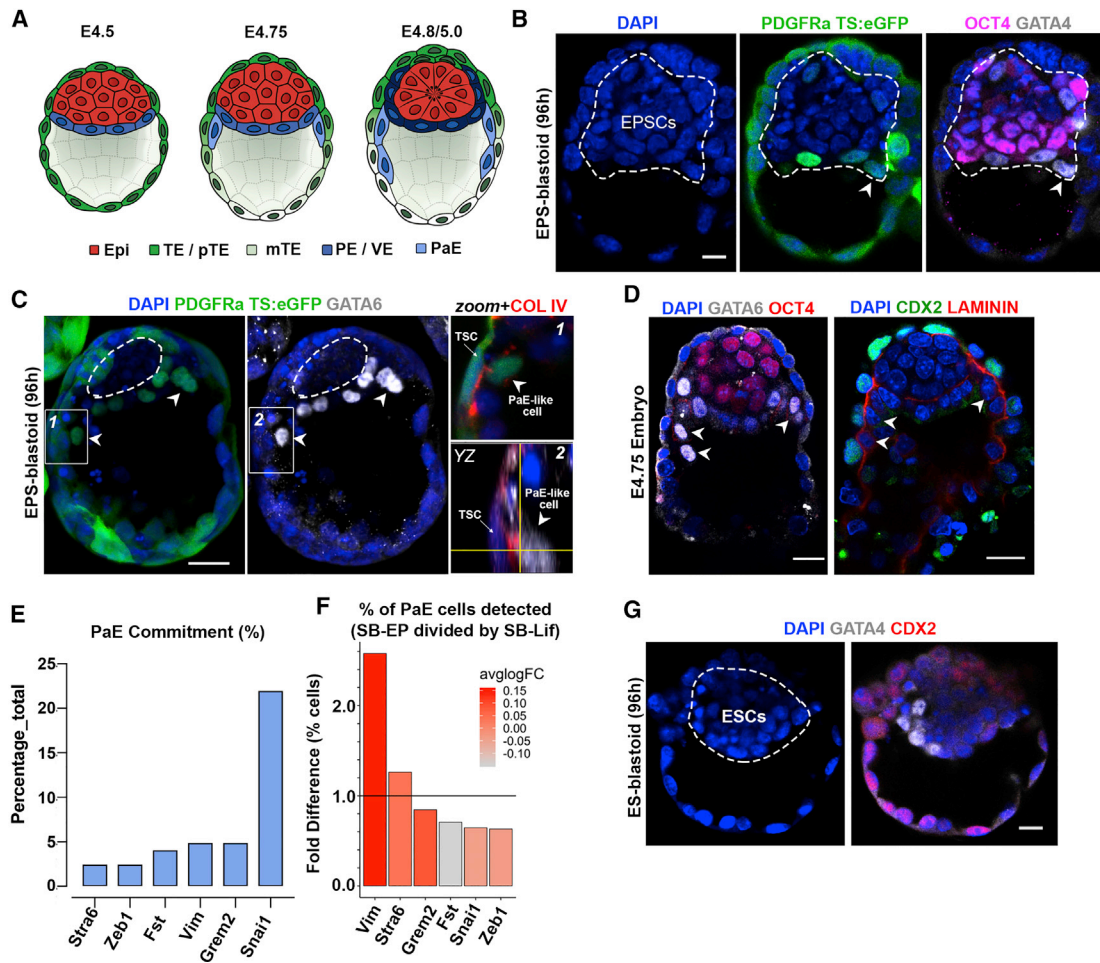 A
E4.5
E4.75
E4.8/5.0
Epi
TE / pTE
mTE
PE / VE
PaE
B
DAPI
PDGFRa TS:eGFP
OCT4 GATA4
EPS-blastoid (96h)
EPSCs
C
DAPI PDGFRa TS:eGFP GATA6
zoom+COL IV
EPS-blastoid (96h)
1
2
1
TSC
PaE-like
cell
YZ
2
PaE-like
cell
TSC
D
DAPI GATA6 OCT4
DAPI CDX2 LAMININ
E4.75 Embryo
E
PaE Commitment (%)
Percentage_total
25
20
15
10
5
0
Stra6
Zeb1
Fst
Vim
Grem2
Snai1
F
% of PaE cells detected
(SB-EP divided by SB-Lif)
Fold Difference (% cells)
2.0
1.0
0.0
avglogFC
0.15
0.10
0.05
0.00
-0.05
-0.10
Vim
Stra6
Grem2
Fst
Snai1
Zeb1
G
DAPI GATA4 CDX2
ES-blastoid (96h)
ESCs